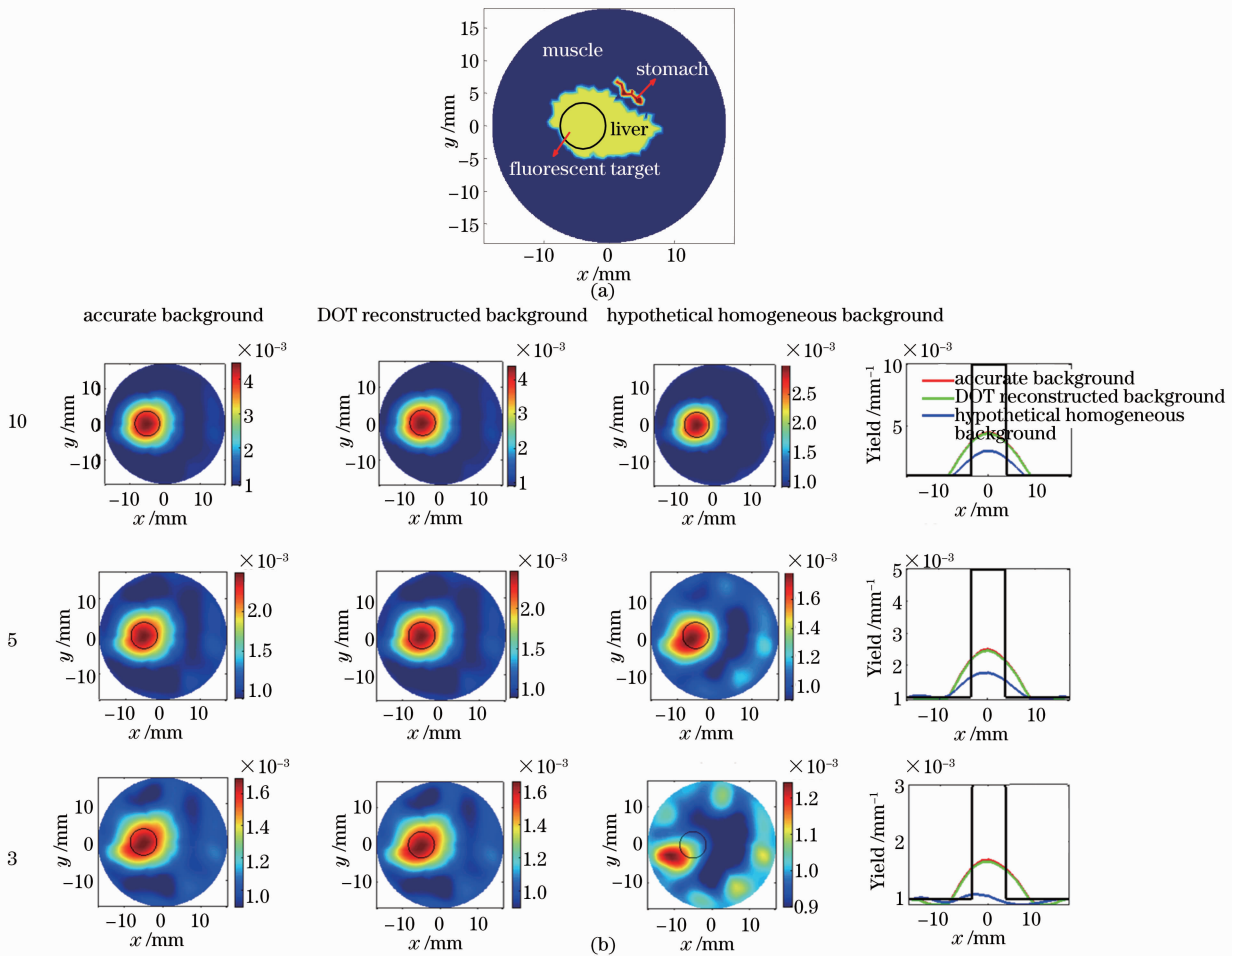 15
10
5
0
−5
−10
−15
y /mm
muscle
stomach
liver
fluorescent target
−10 0 10
x /mm
(a)
accurate background DOT reconstructed background hypothetical homogeneous background
10
×10⁻³
10
0
−10
y /mm
4
3
2
1
−10 0 10
x /mm
×10⁻³
10
0
−10
y /mm
4
3
2
1
−10 0 10
x /mm
×10⁻³
10
0
−10
y /mm
2.5
2.0
1.5
1.0
−10 0 10
x /mm
×10⁻³
10
5
Yield /mm⁻¹
accurate background
DOT reconstructed background
hypothetical homogeneous
background
−10 0 10
x /mm
5
×10⁻³
10
0
−10
y /mm
2.0
1.5
1.0
−10 0 10
x /mm
×10⁻³
10
0
−10
y /mm
2.0
1.5
1.0
−10 0 10
x /mm
×10⁻³
10
0
−10
y /mm
1.6
1.4
1.2
1.0
−10 0 10
x /mm
×10⁻³
5
4
3
2
1
Yield /mm⁻¹
−10 0 10
x /mm
3
×10⁻³
10
0
−10
y /mm
1.6
1.4
1.2
1.0
−10 0 10
x /mm
×10⁻³
10
0
−10
y /mm
1.6
1.4
1.2
1.0
−10 0 10
x /mm
×10⁻³
10
0
−10
y /mm
1.2
1.1
1.0
0.9
−10 0 10
x /mm
×10⁻³
3
2
1
Yield /mm⁻¹
−10 0 10
x /mm
(b)